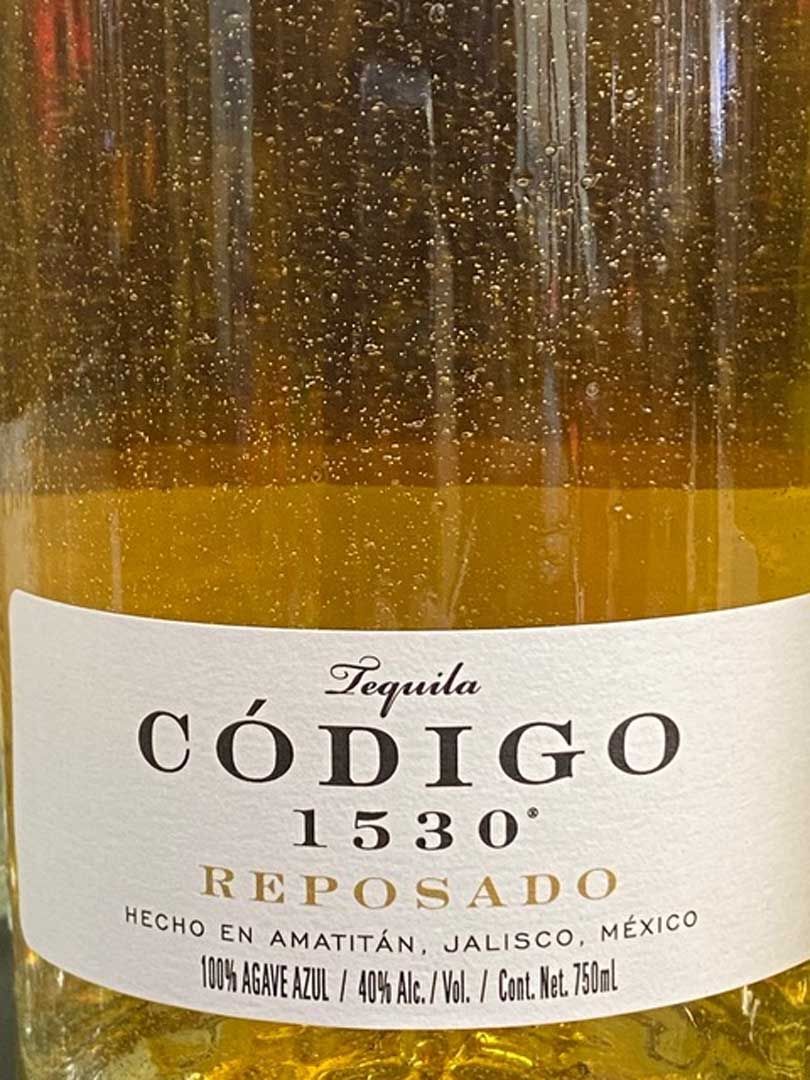 Tequila
CÓDIGO
1530®
REPOSADO
HECHO EN AMATITÁN, JALISCO, MÉXICO
100% AGAVE AZUL / 40% Alc. / Vol. / Cont. Net. 750mL